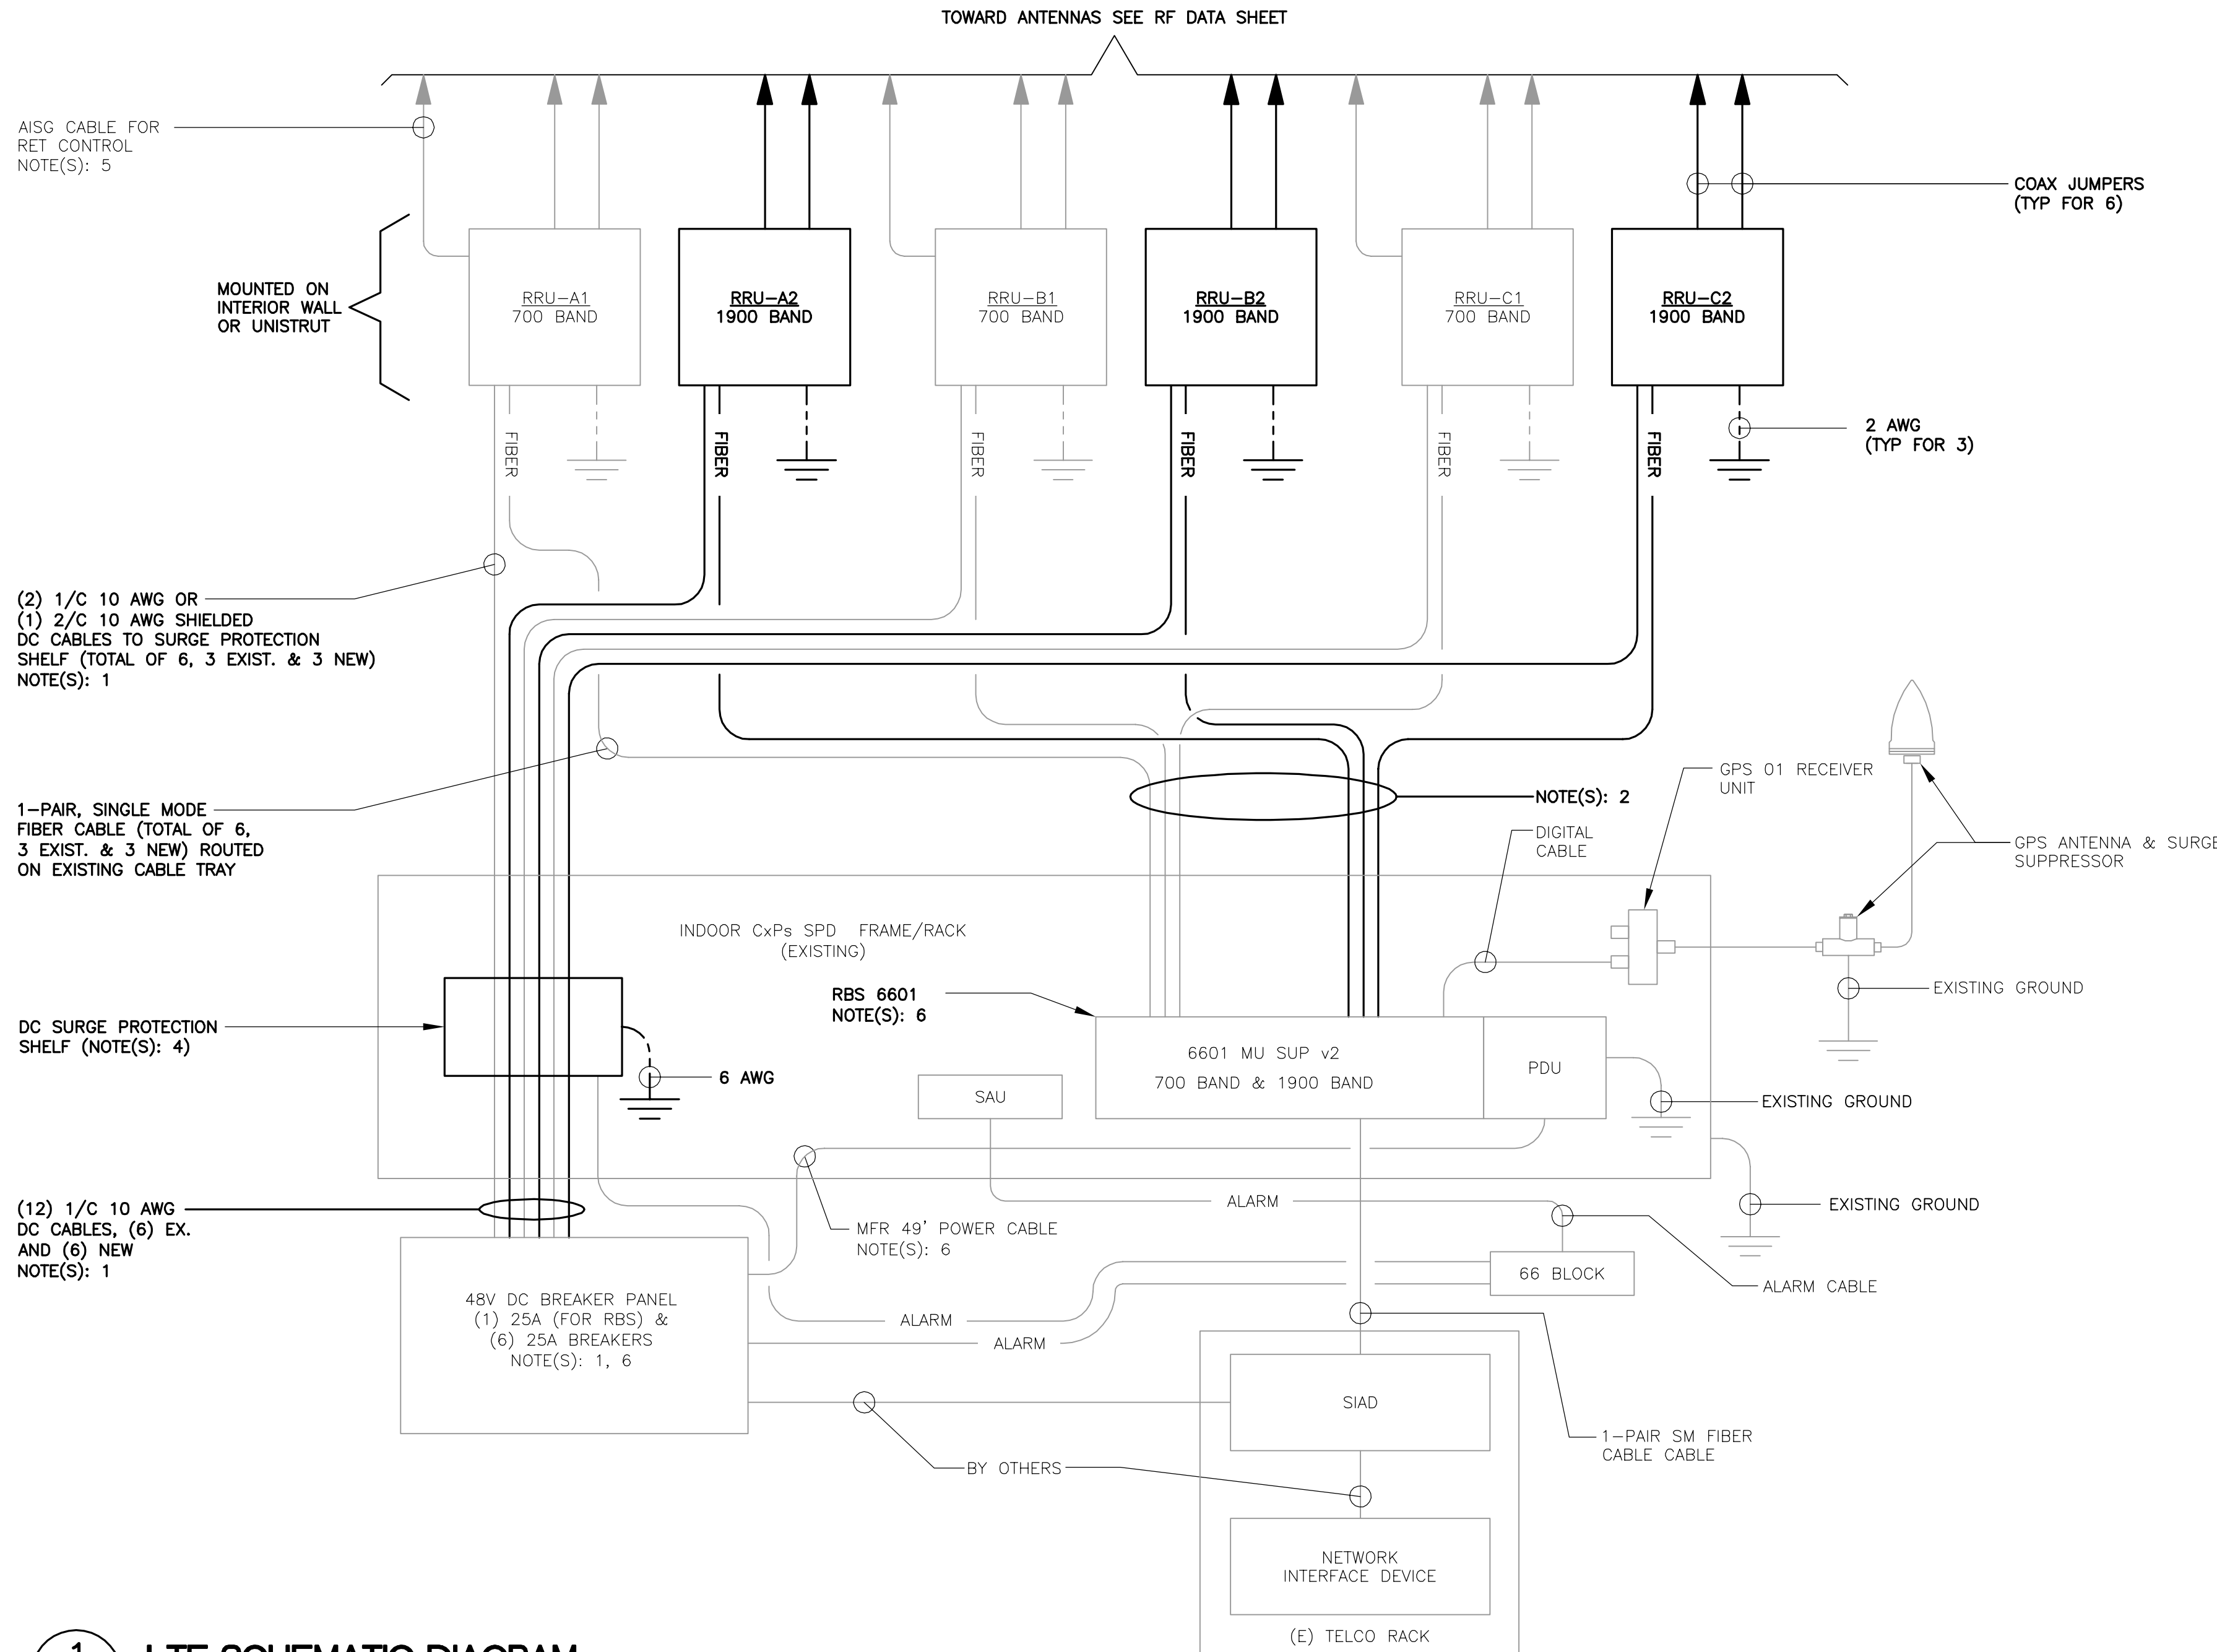 TOWARD ANTENNAS SEE RF DATA SHEET
AISG CABLE FOR
RET CONTROL
NOTE(S): 5
COAX JUMPERS
(TYP FOR 6)
MOUNTED ON
INTERIOR WALL
OR UNISTRUT
RRU-A1
700 BAND
RRU-A2
1900 BAND
RRU-B1
700 BAND
RRU-B2
1900 BAND
RRU-C1
700 BAND
RRU-C2
1900 BAND
2 AWG
(TYP FOR 3)
FIBER
FIBER
FIBER
FIBER
FIBER
FIBER
(2) 1/C 10 AWG OR
(1) 2/C 10 AWG SHIELDED
DC CABLES TO SURGE PROTECTION
SHELF (TOTAL OF 6, 3 EXIST. & 3 NEW)
NOTE(S): 1
1-PAIR, SINGLE MODE
FIBER CABLE (TOTAL OF 6,
3 EXIST. & 3 NEW) ROUTED
ON EXISTING CABLE TRAY
NOTE(S): 2
GPS 01 RECEIVER
UNIT
DIGITAL
CABLE
GPS ANTENNA & SURGE
SUPPRESSOR
INDOOR CxPs SPD FRAME/RACK
(EXISTING)
RBS 6601
NOTE(S): 6
EXISTING GROUND
DC SURGE PROTECTION
SHELF (NOTE(S): 4)
6 AWG
6601 MU SUP v2
700 BAND & 1900 BAND
PDU
SAU
EXISTING GROUND
(12) 1/C 10 AWG
DC CABLES, (6) EX.
AND (6) NEW
NOTE(S): 1
ALARM
EXISTING GROUND
MFR 49' POWER CABLE
NOTE(S): 6
66 BLOCK
ALARM CABLE
48V DC BREAKER PANEL
(1) 25A (FOR RBS) &
(6) 25A BREAKERS
NOTE(S): 1, 6
ALARM
ALARM
SIAD
1-PAIR SM FIBER
CABLE CABLE
BY OTHERS
NETWORK
INTERFACE DEVICE
(E) TELCO RACK
1
LTE SCHEMATIC DIAGRAM